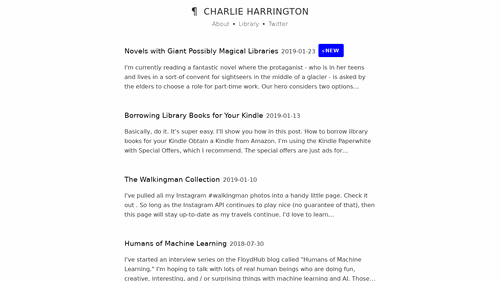 ¶ CHARLIE HARRINGTON
About • Library • Twitter
Novels with Giant Possibly Magical Libraries 2019-01-23 NEW
I'm currently reading a fantastic novel where the protaganist - who is in her teens
and lives in a sort-of convent for sightseers in the middle of a glacier - is asked by
the elders to choose a role for part-time work. Our hero considers two options...
Borrowing Library Books for Your Kindle 2019-01-13
Basically, do it. It's super easy. I'll show you how in this post. How to borrow library
books for your Kindle Obtain a Kindle from Amazon. I'm using the Kindle Paperwhite
with Special Offers, which I recommend. The special offers are just ads for...
The Walkingman Collection 2019-01-10
I've pulled all my Instagram #walkingman photos into a handy little page. Check it
out . So long as the Instagram API continues to play nice (no guarantee of that), then
this page will stay up-to-date as my travels continue. I'd love to learn...
Humans of Machine Learning 2018-07-30
I've started an interview series on the FloydHub blog called "Humans of Machine
Learning." I'm hoping to talk with lots of real human beings who are doing fun,
creative, interesting, and / or surprising things with machine learning and AI. Those...